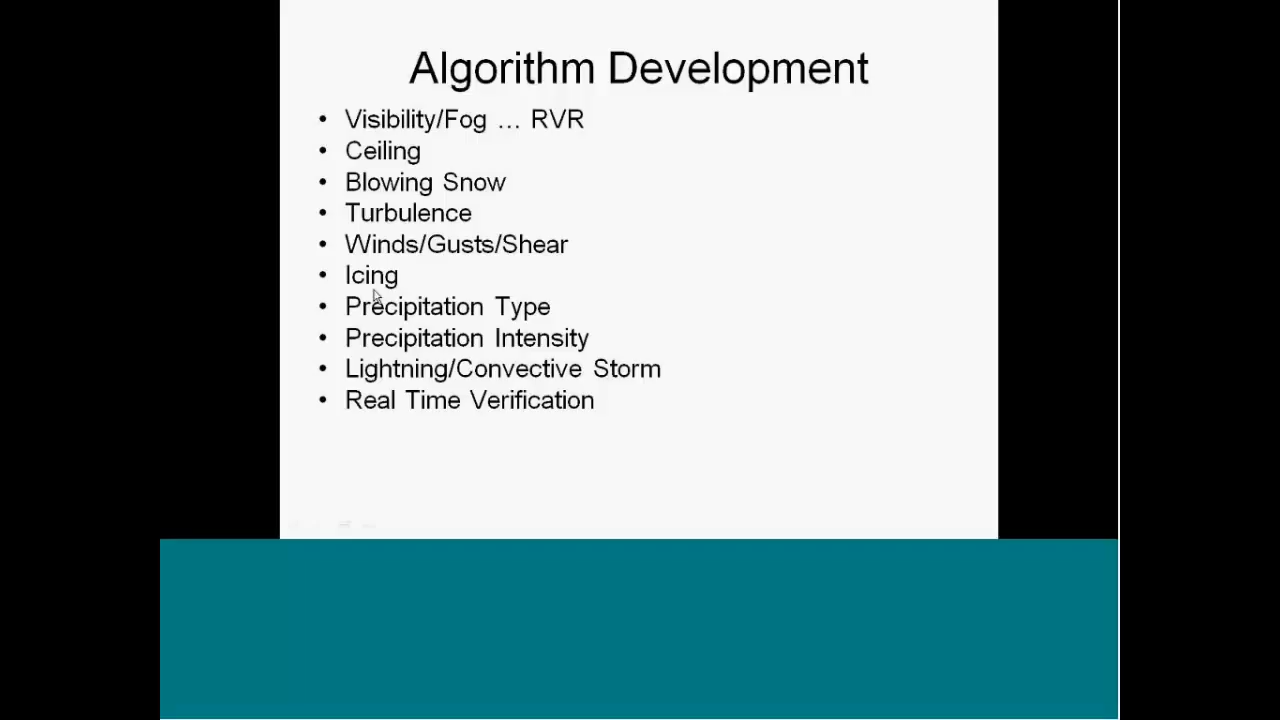 Algorithm Development
• Visibility/Fog ... RVR
• Ceiling
• Blowing Snow
• Turbulence
• Winds/Gusts/Shear
• Icing
• Precipitation Type
• Precipitation Intensity
• Lightning/Convective Storm
• Real Time Verification